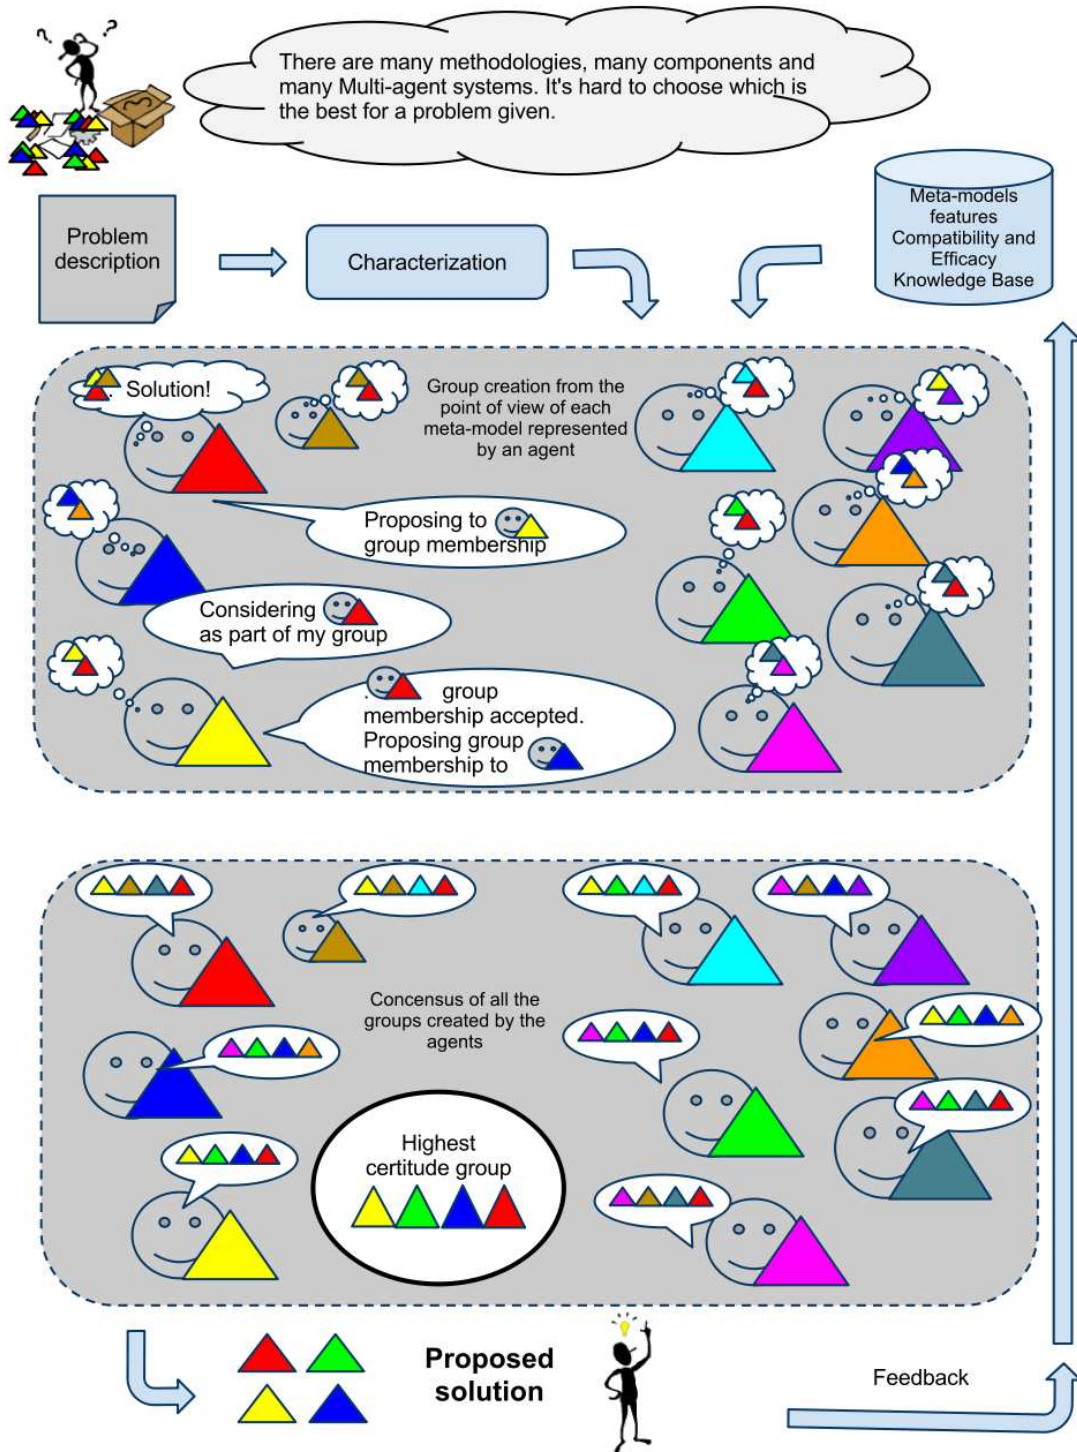 There are many methodologies, many components and
many Multi-agent systems. It's hard to choose which is
the best for a problem given.
Problem
description
Characterization
Meta-models
features
Compatibility and
Efficacy
Knowledge Base
Solution!
Group creation from the
point of view of each
meta-model represented
by an agent
Proposing to
group membership
Considering
as part of my group
group
membership accepted.
Proposing group
membership to
Concensus of all the
groups created by the
agents
Highest
certitude group
Proposed
solution
Feedback